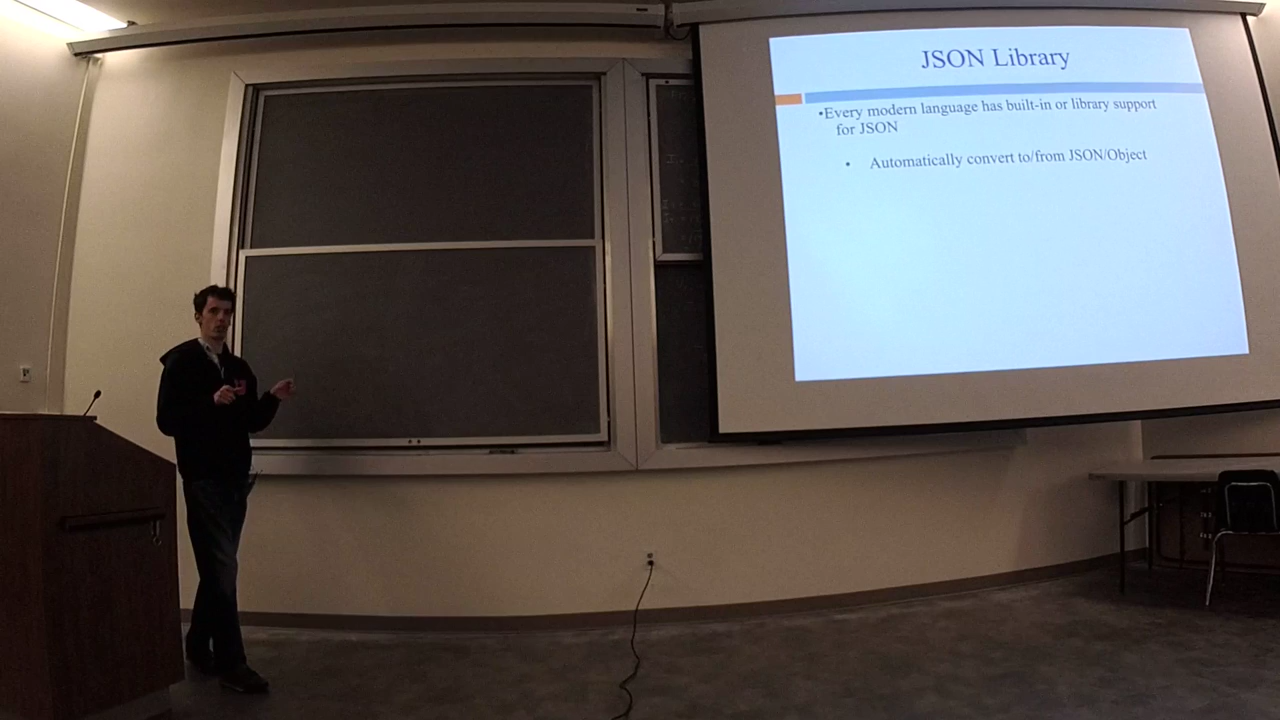 JSON Library
•Every modern language has built-in or library support
for JSON
• Automatically convert to/from JSON/Object